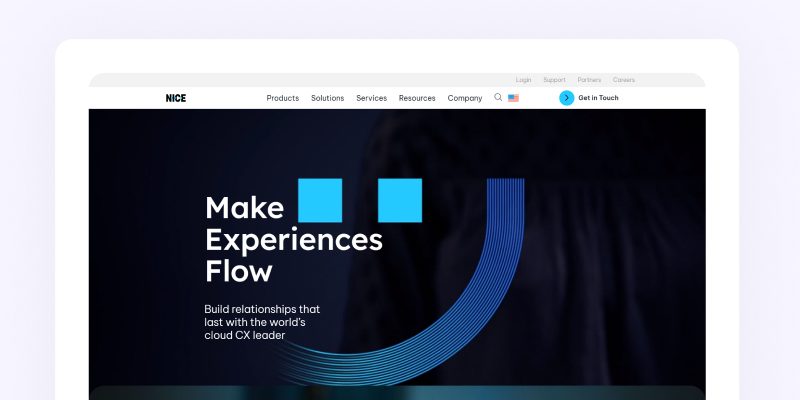 Login Support Partners Careers
NICE Products Solutions Services Resources Company Get in Touch
Make
Experiences
Flow
Build relationships that
last with the world's
cloud CX leader